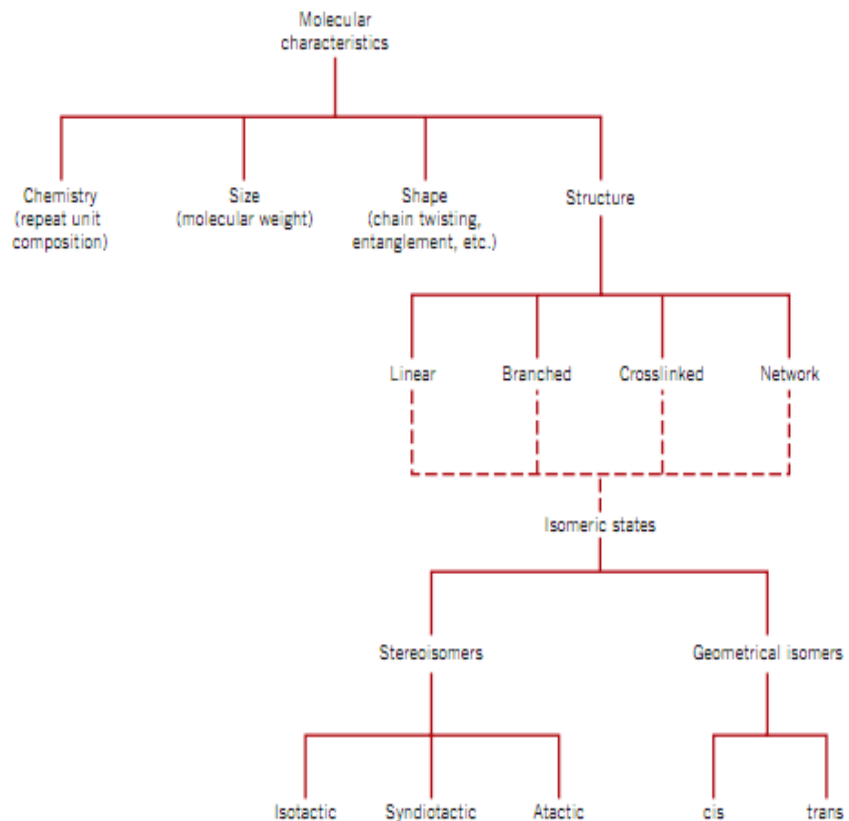 Molecular
characteristics
Chemistry
(repeat unit
composition)
Size
(molecular weight)
Shape
(chain twisting,
entanglement, etc.)
Structure
Linear
Branched
Crosslinked
Network
Isomeric states
Stereoisomers
Geometrical isomers
Isotactic
Syndiotactic
Atactic
cis
trans